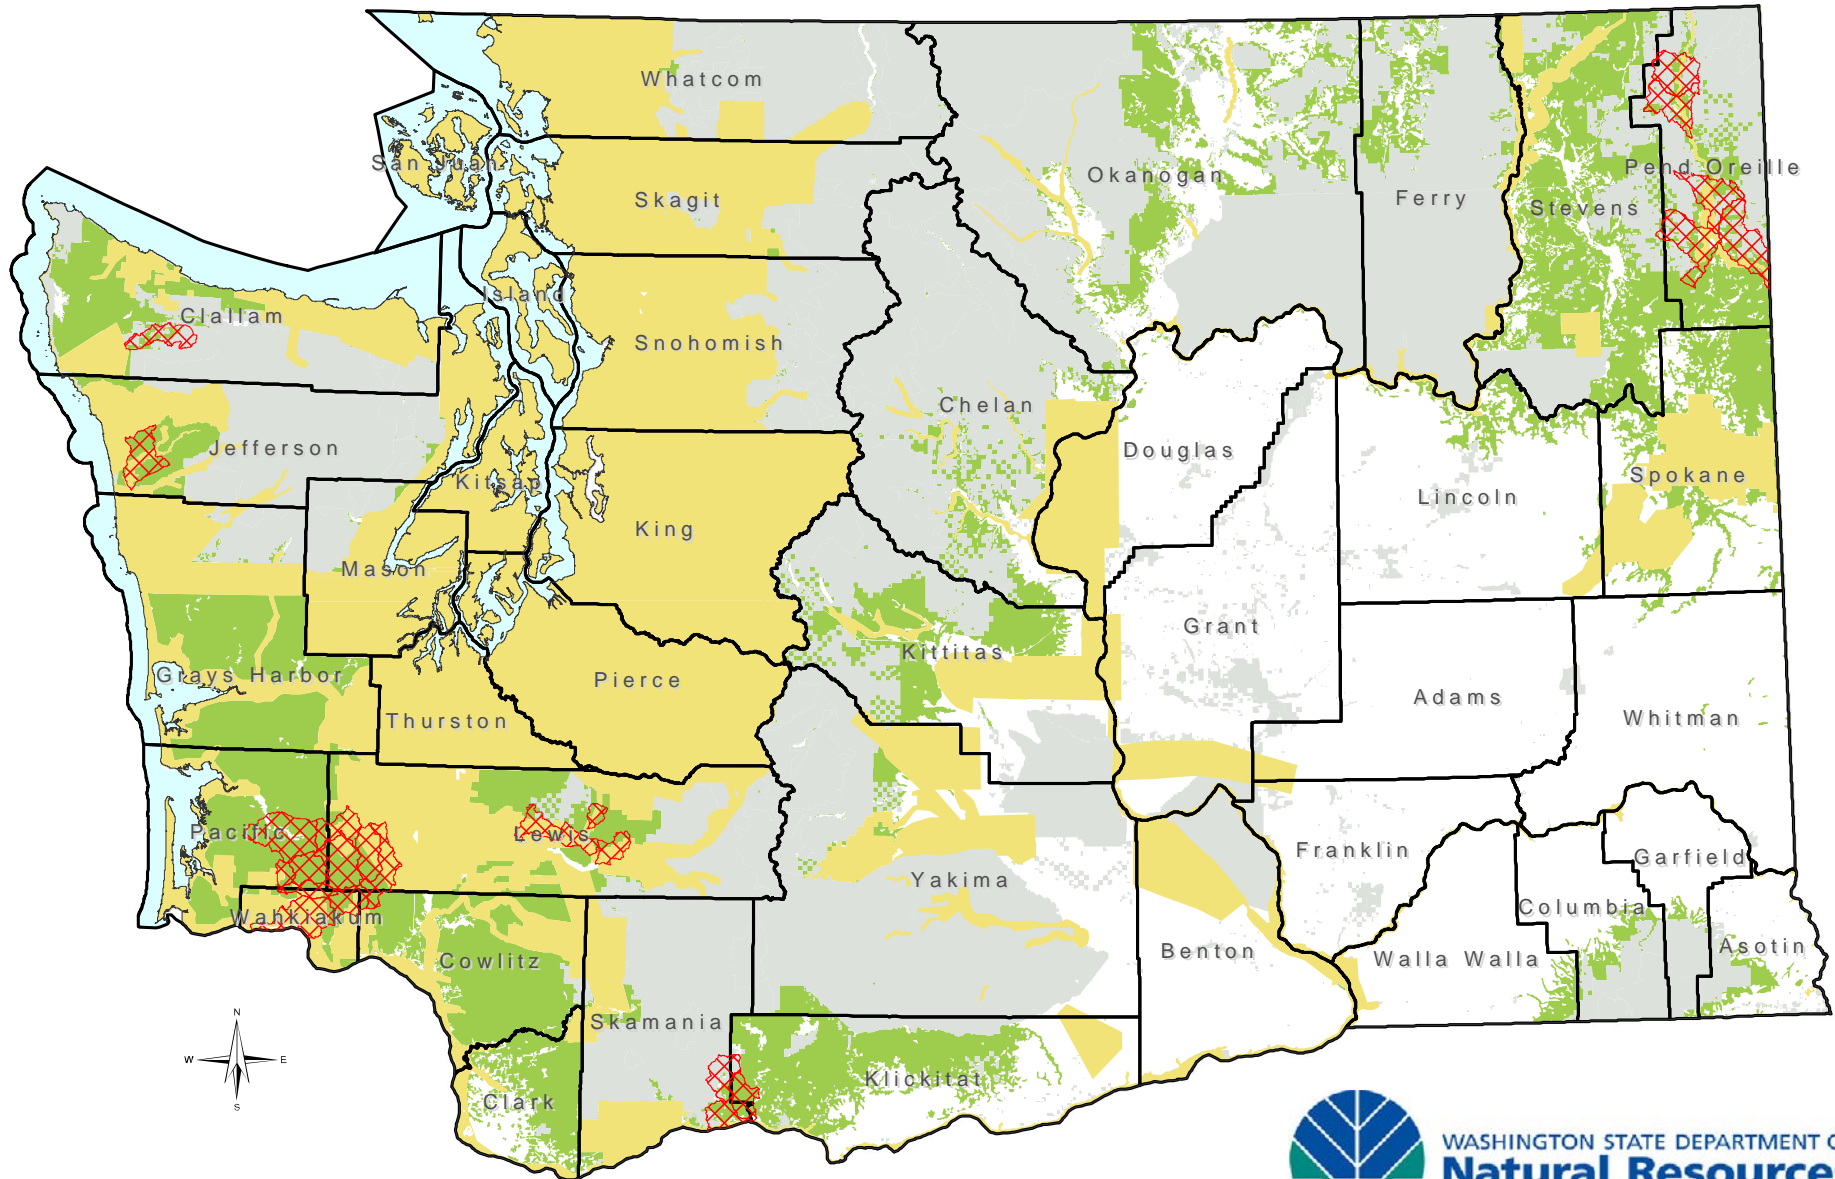 Whatcom
San Juan
Pend Oreille
Okanogan
Skagit
Ferry
Stevens
Island
Clallam
Snohomish
Chelan
Jefferson
Douglas
Kitsap
Spokane
Lincoln
King
Mason
Grant
Kittitas
Grays Harbor
Pierce
Adams
Thurston
Whitman
Pacific
Lewis
Franklin
Garfield
Yakima
Columbia
Wahkiakum
Asotin
Benton
Cowlitz
Walla Walla
N
Skamania
W
E
Klickitat
S
Clark
WASHINGTON STATE DEPARTMENT O
Natural Resource